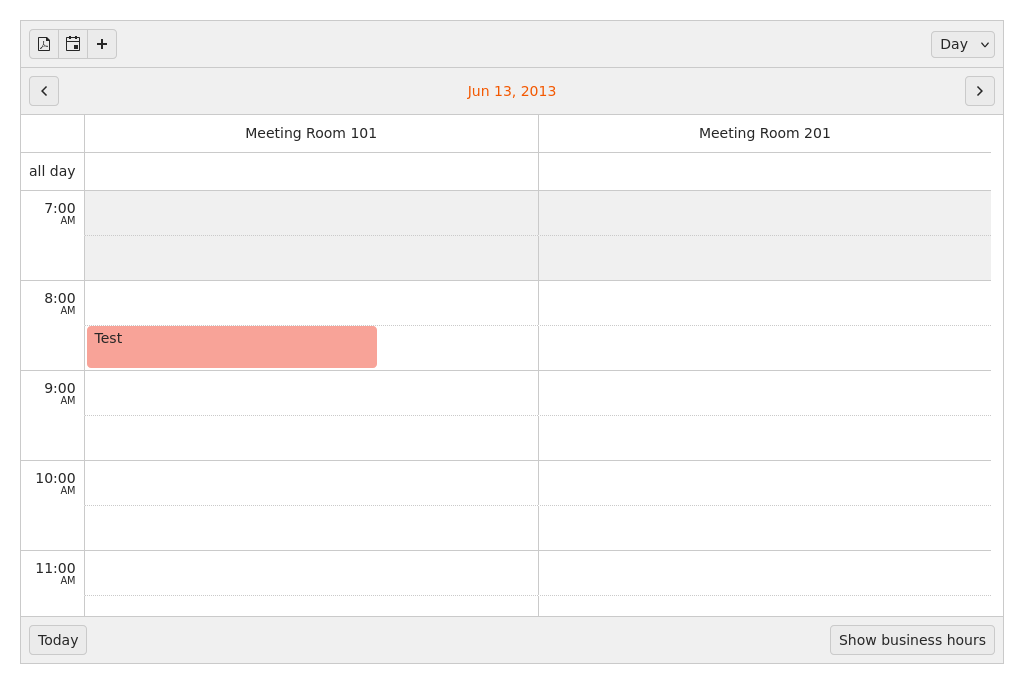 Day
Jun 13, 2013
Meeting Room 101 Meeting Room 201
all day
7:00
AM
8:00
AM
Test
9:00
AM
10:00
AM
11:00
AM
Today Show business hours